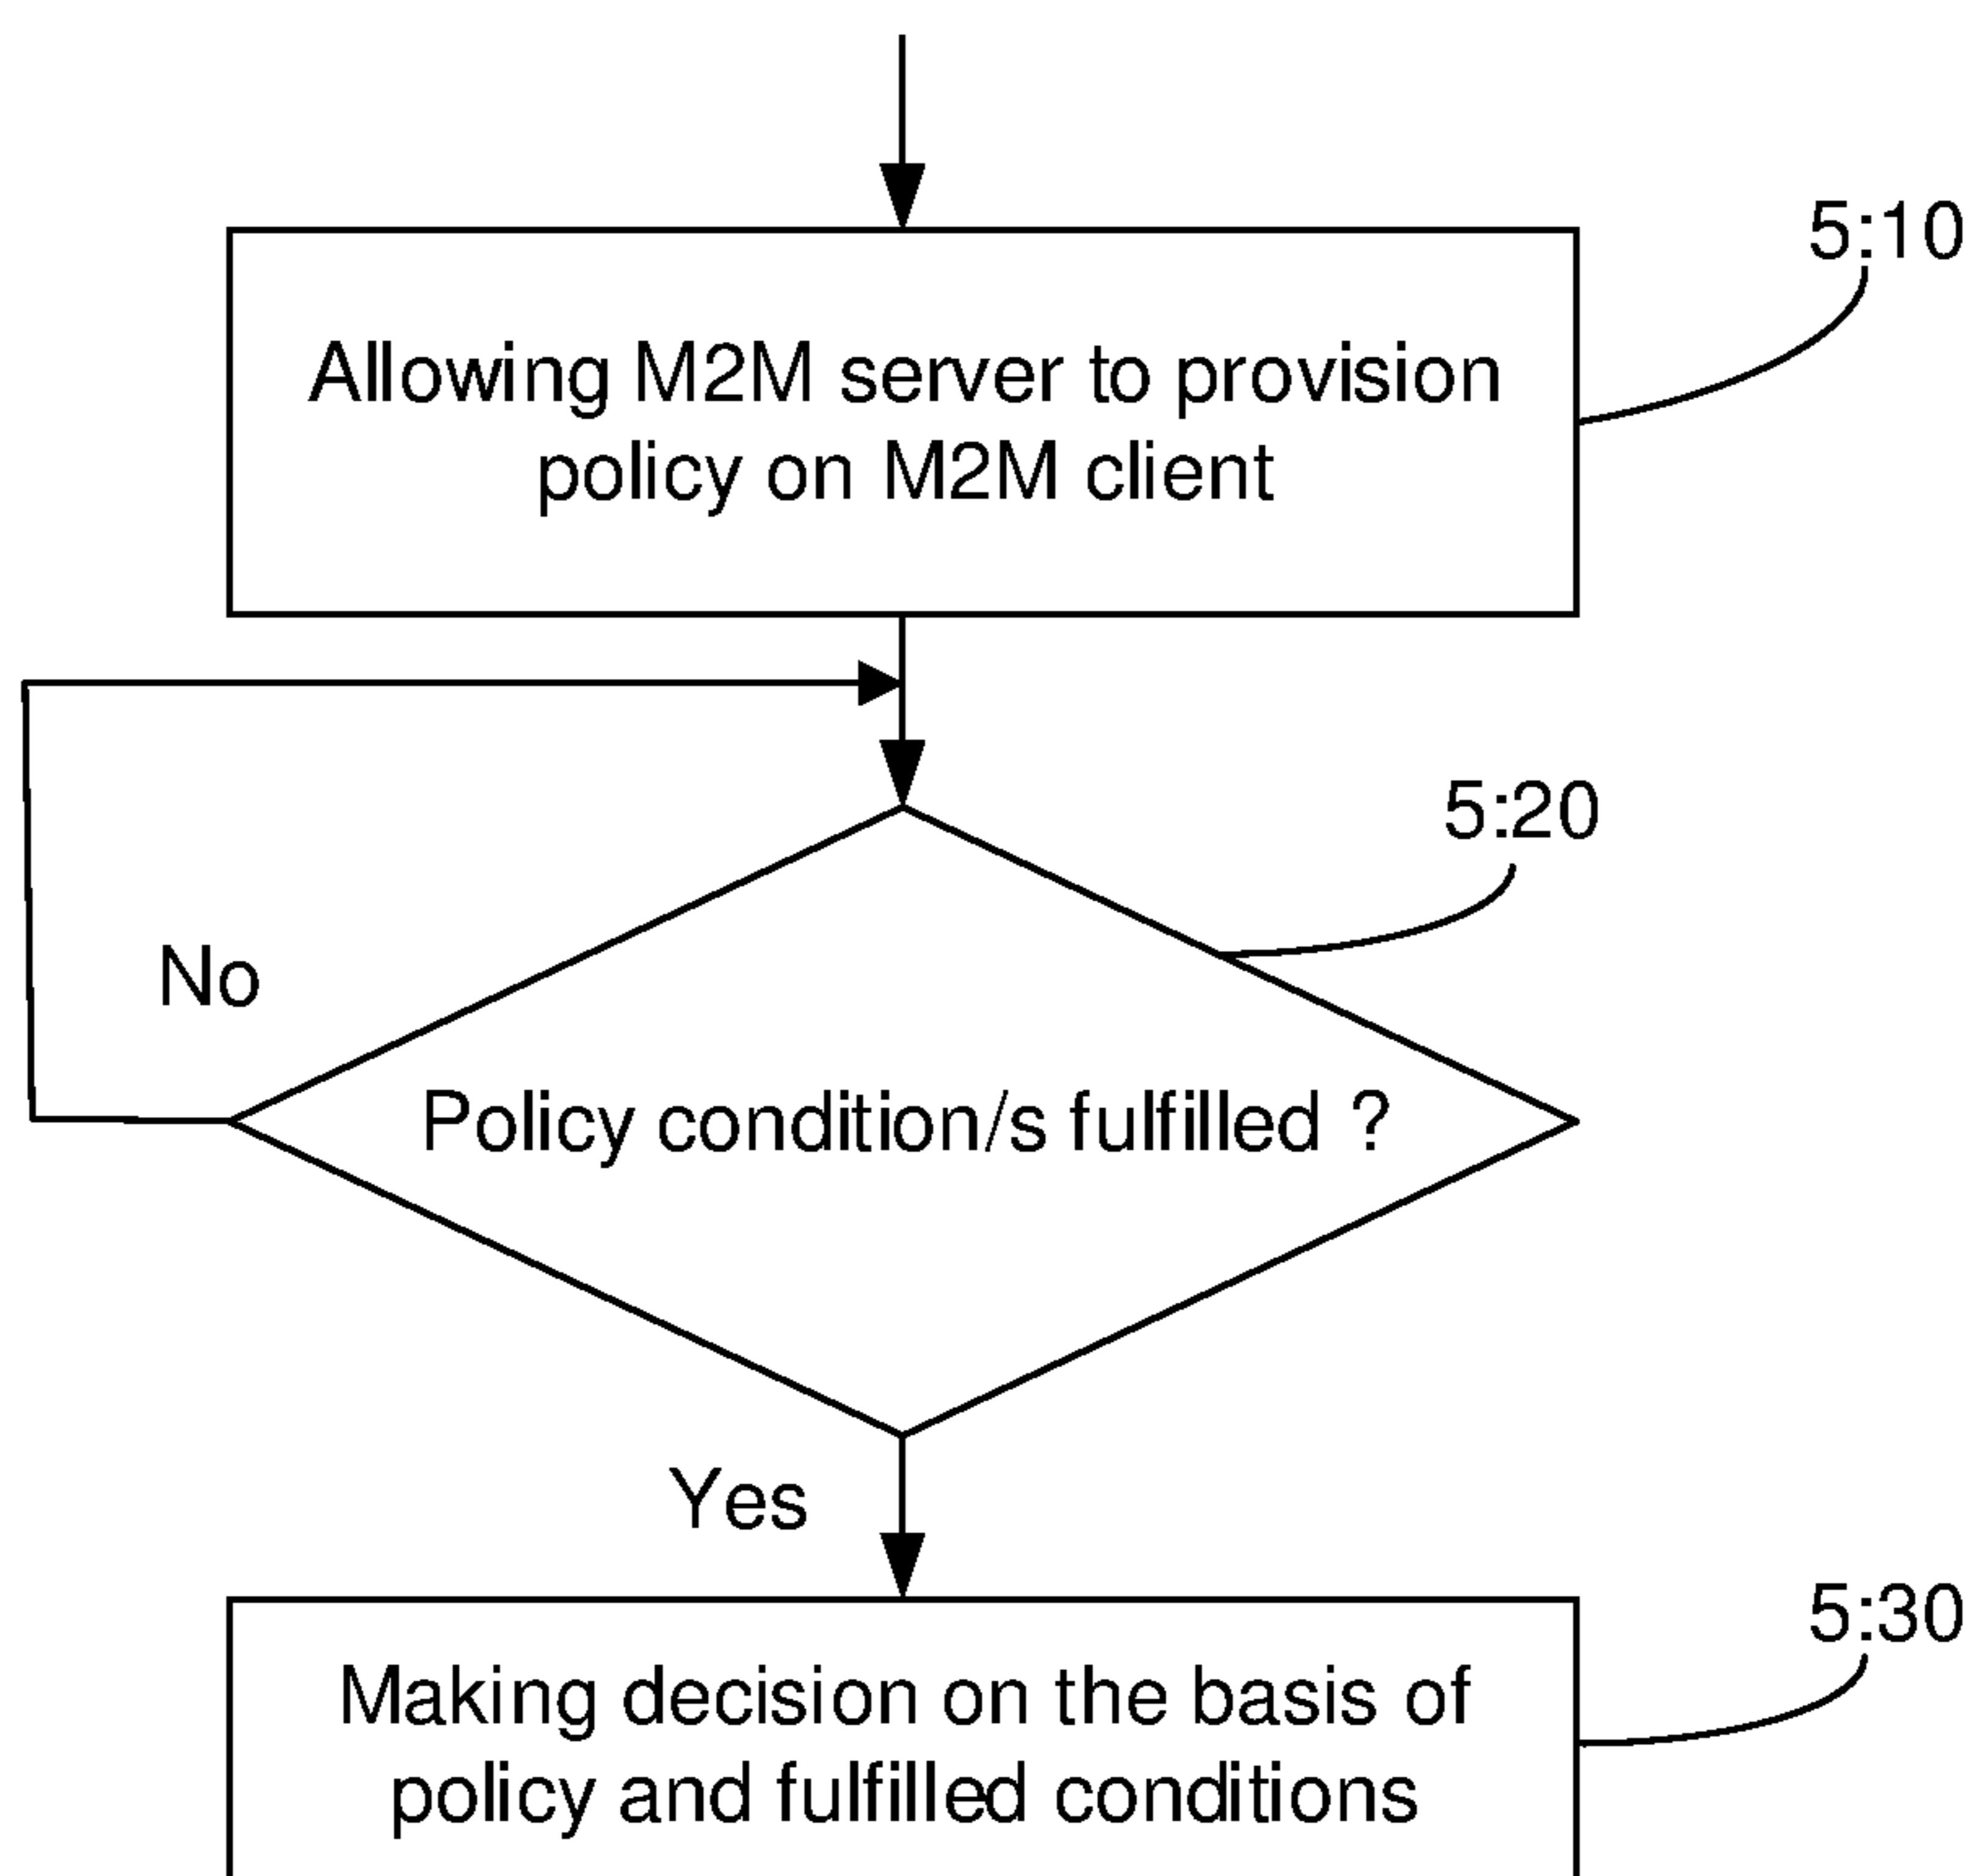 5:10
Allowing M2M server to provision
policy on M2M client
5:20
No
Policy condition/s fulfilled ?
Yes
5:30
Making decision on the basis of
policy and fulfilled conditions